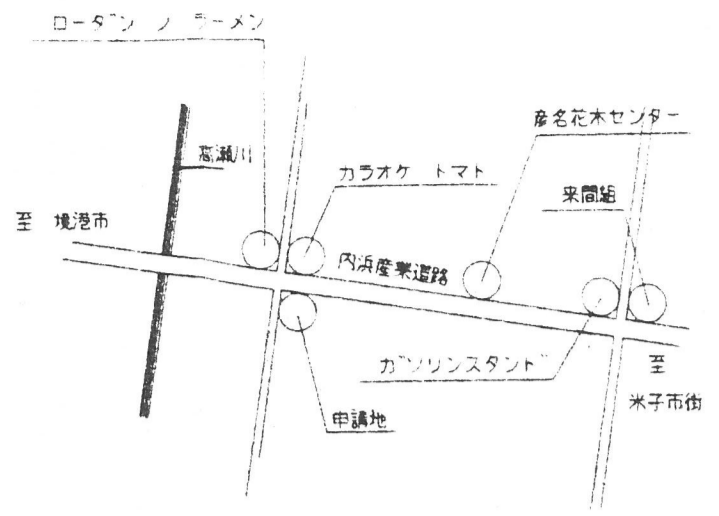 ローダン ノ ラーメン
彦名花木センター
高瀬川
カラオケ トマト
来間組
至 境港市
内浜産業道路
ガソリンスタンド
至
米子市街
申請地